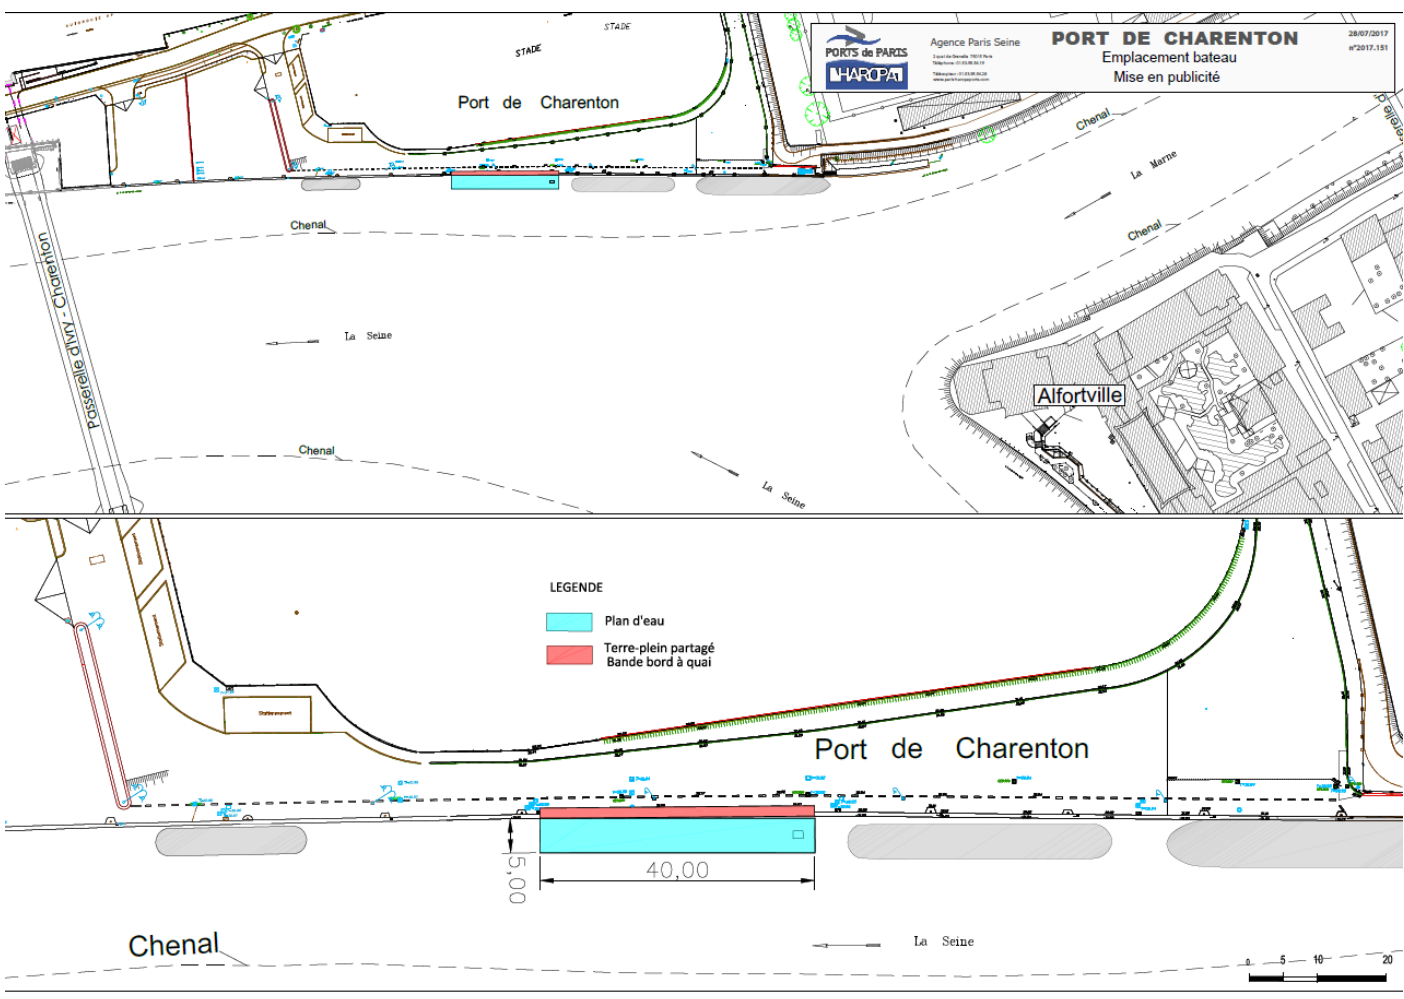 STADE
STADE
PORTS de PARIS
HAROPA
Agence Paris Seine
PORT DE CHARENTON
Emplacement bateau
Mise en publicité
28/07/2017
n°2017.151
Port de Charenton
Chenal
La Marne
Chenal
Chenal
Passerelle d'Ivry - Charenton
La Seine
Alfortville
Chenal
La Seine
LEGENDE
Plan d'eau
Terre-plein partagé
Bande bord à quai
Port de Charenton
5,00
40,00
Chenal
La Seine
0 5 10 20